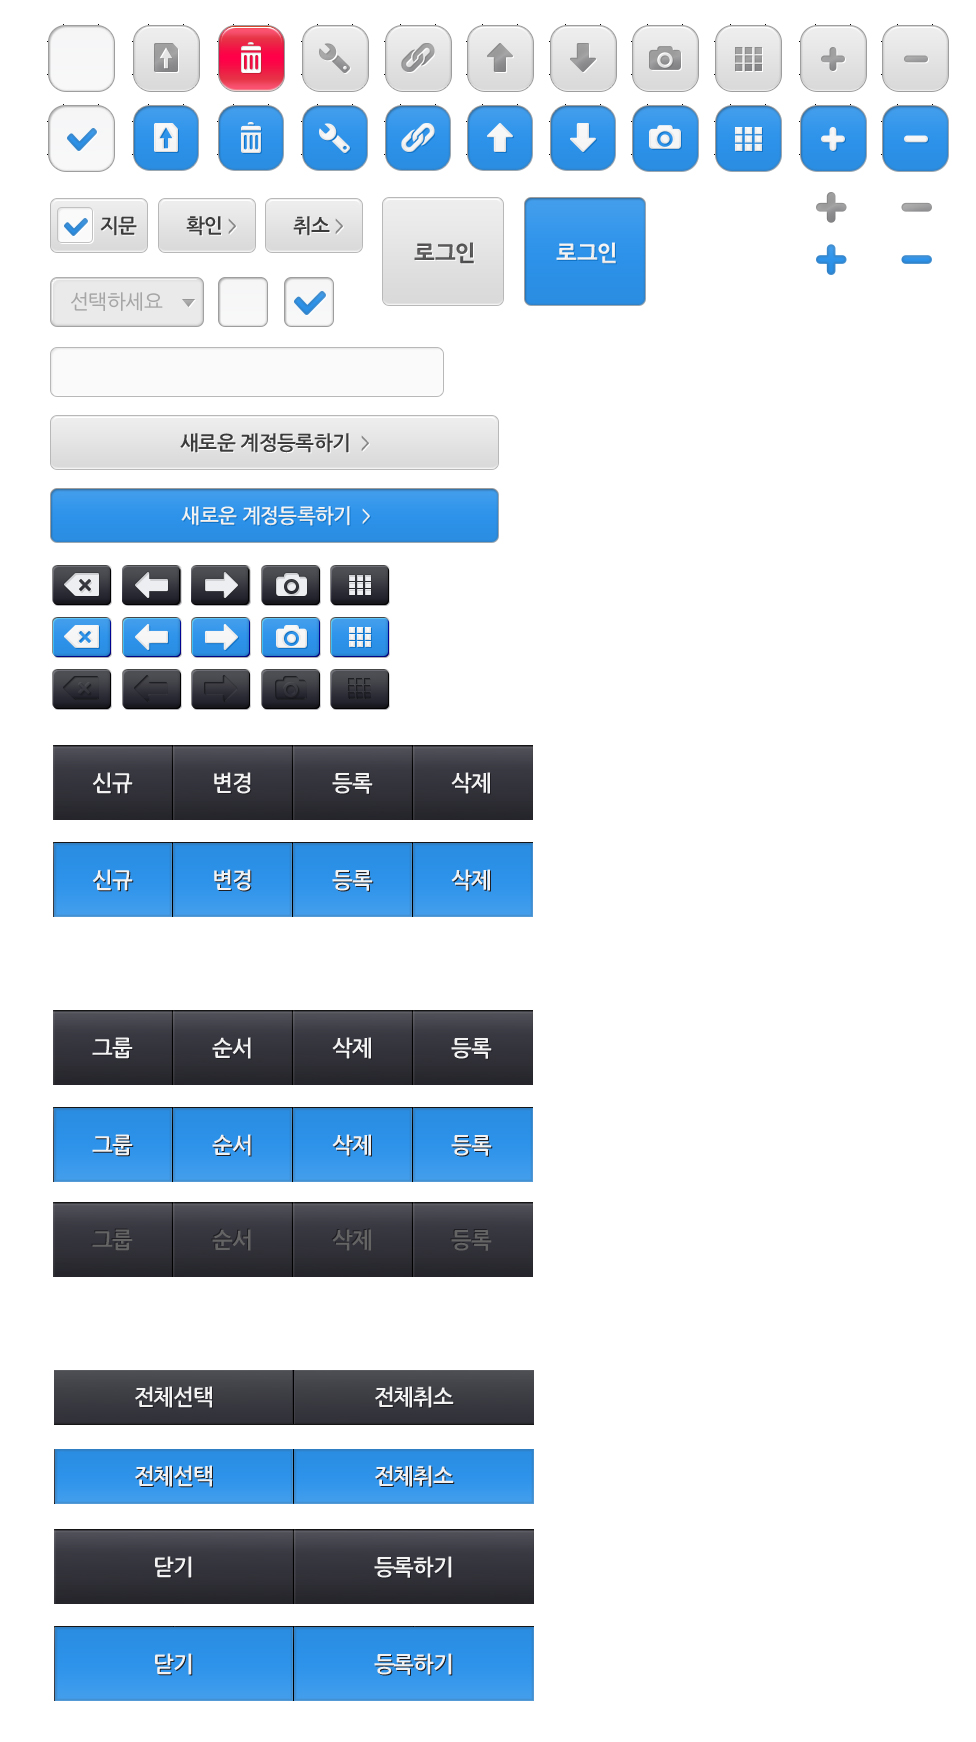 지문 확인 취소 로그인 로그인
선택하세요
새로운 계정등록하기
새로운 계정등록하기
신규 변경 등록 삭제
신규 변경 등록 삭제
그룹 순서 삭제 등록
그룹 순서 삭제 등록
그룹 순서 삭제 등록
전체선택 전체취소
전체선택 전체취소
닫기 등록하기
닫기 등록하기